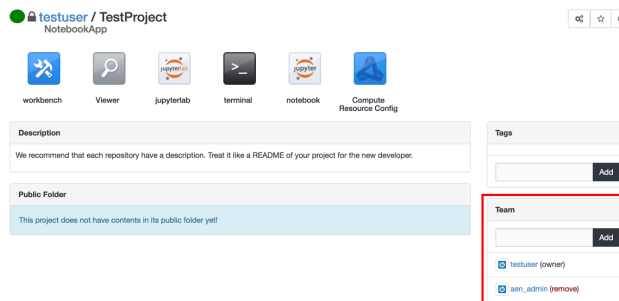 testuser / TestProject
NotebookApp
jupyterlab
>_
jupyter
workbench
Viewer
jupyterlab
terminal
notebook
Compute
Resource Config
Description
We recommend that each repository have a description. Treat it like a README of your project for the new developer.
Public Folder
This project does not have contents in its public folder yet!
Tags
Add
Team
Add
testuser (owner)
aen_admin (remove)